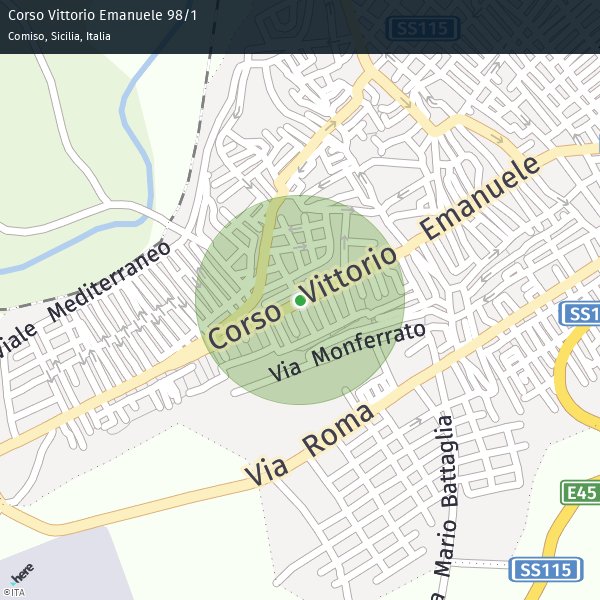 Corso Vittorio Emanuele 98/1
Comiso, Sicilia, Italia
SS115
Corso Vittorio Emanuele
Viale Mediterraneo
SS1
Via Monferrato
Via Roma
a Mario Battaglia
E45
SS115
here
©ITA